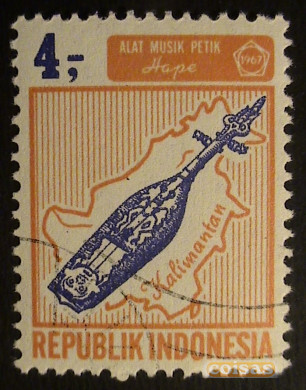 4,-
ALAT MUSIK PETIK
Hape
1967
Kalimantan
REPUBLIK INDONESIA
coisas